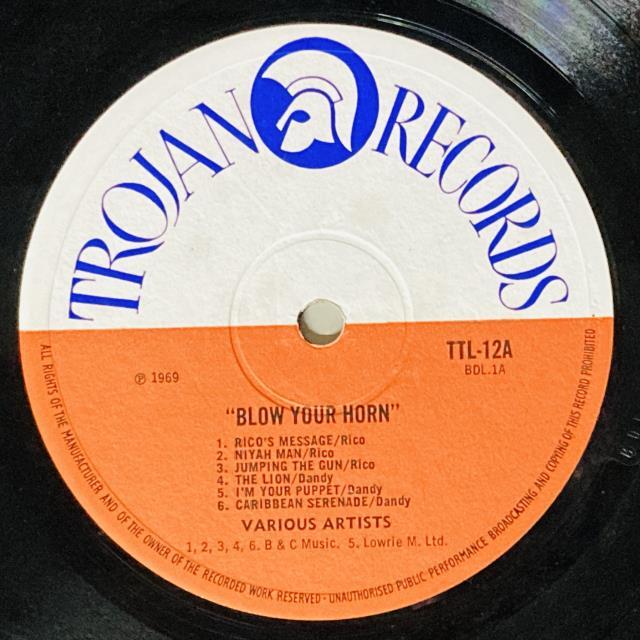 TROJAN RECORDS
TTL-12A
BDL.1A
℗ 1969
"BLOW YOUR HORN"
1. RICO'S MESSAGE/Rico
2. NIYAH MAN/Rico
3. JUMPING THE GUN/Rico
4. THE LION/Dandy
5. I'M YOUR PUPPET/Dandy
6. CARIBBEAN SERENADE/Dandy
VARIOUS ARTISTS
1, 2, 3, 4, 6. B & C Music. 5. Lowrie M. Ltd.
ALL RIGHTS OF THE MANUFACTURER AND OF THE OWNER OF THE RECORDED WORK RESERVED - UNAUTHORISED PUBLIC PERFORMANCE BROADCASTING AND COPYING OF THIS RECORD PROHIBITED